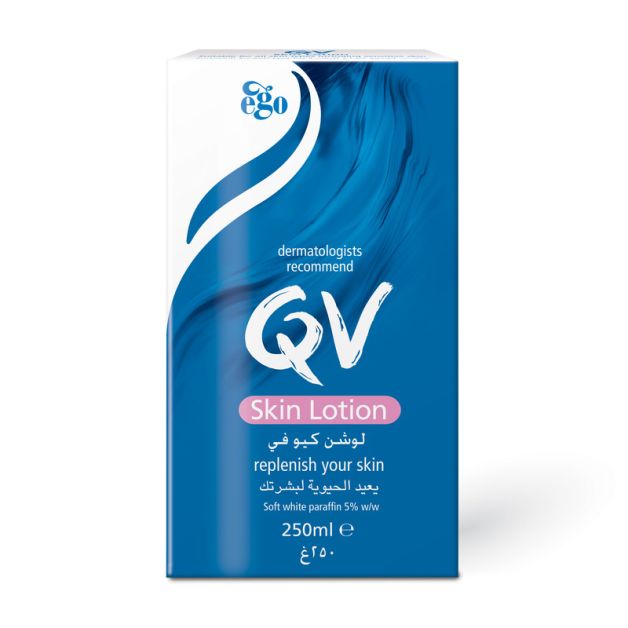 QV
ego
dermatologists
recommend
QV
Skin Lotion
لوشن كيو في
replenish your skin
يعيد الحيوية لبشرتك
Soft white paraffin 5% w/w
250ml ℮
٢٥٠غ